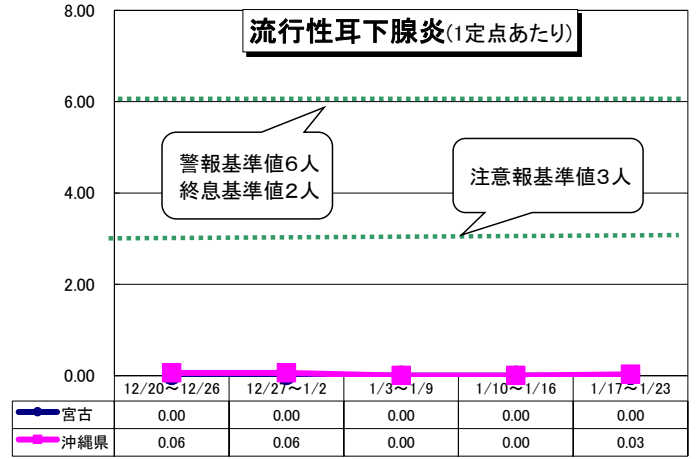 流行性耳下腺炎(1定点あたり)
8.00
6.00
警報基準値6人
終息基準値2人
注意報基準値3人
4.00
2.00
0.00
12/20～12/26 12/27～1/2 1/3～1/9 1/10～1/16 1/17～1/23
宮古 0.00 0.00 0.00 0.00 0.00
沖縄県 0.06 0.06 0.00 0.00 0.03